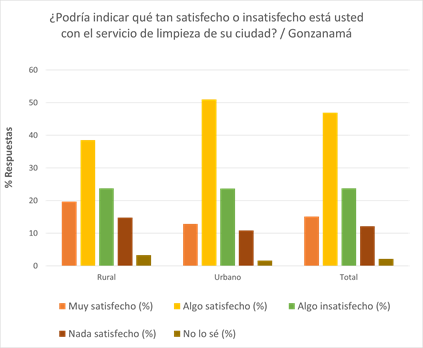 ¿Podría indicar qué tan satisfecho o insatisfecho está usted
con el servicio de limpieza de su ciudad? / Gonzanamá
% Respuestas
60
50
40
30
20
10
0
Rural Urbano Total
Muy satisfecho (%) Algo satisfecho (%) Algo insatisfecho (%)
Nada satisfecho (%) No lo sé (%)